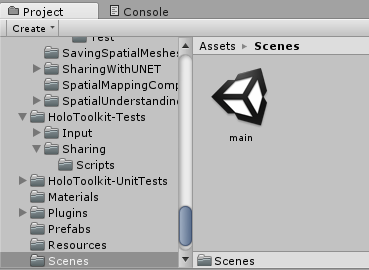 Project
Console
Create
Test
SavingSpatialMeshes
SharingWithUNET
SpatialMappingComp
SpatialUnderstanding
HoloToolkit-Tests
Input
Sharing
Scripts
HoloToolkit-UnitTests
Materials
Plugins
Prefabs
Resources
Scenes
Assets ▸ Scenes
main
Scenes